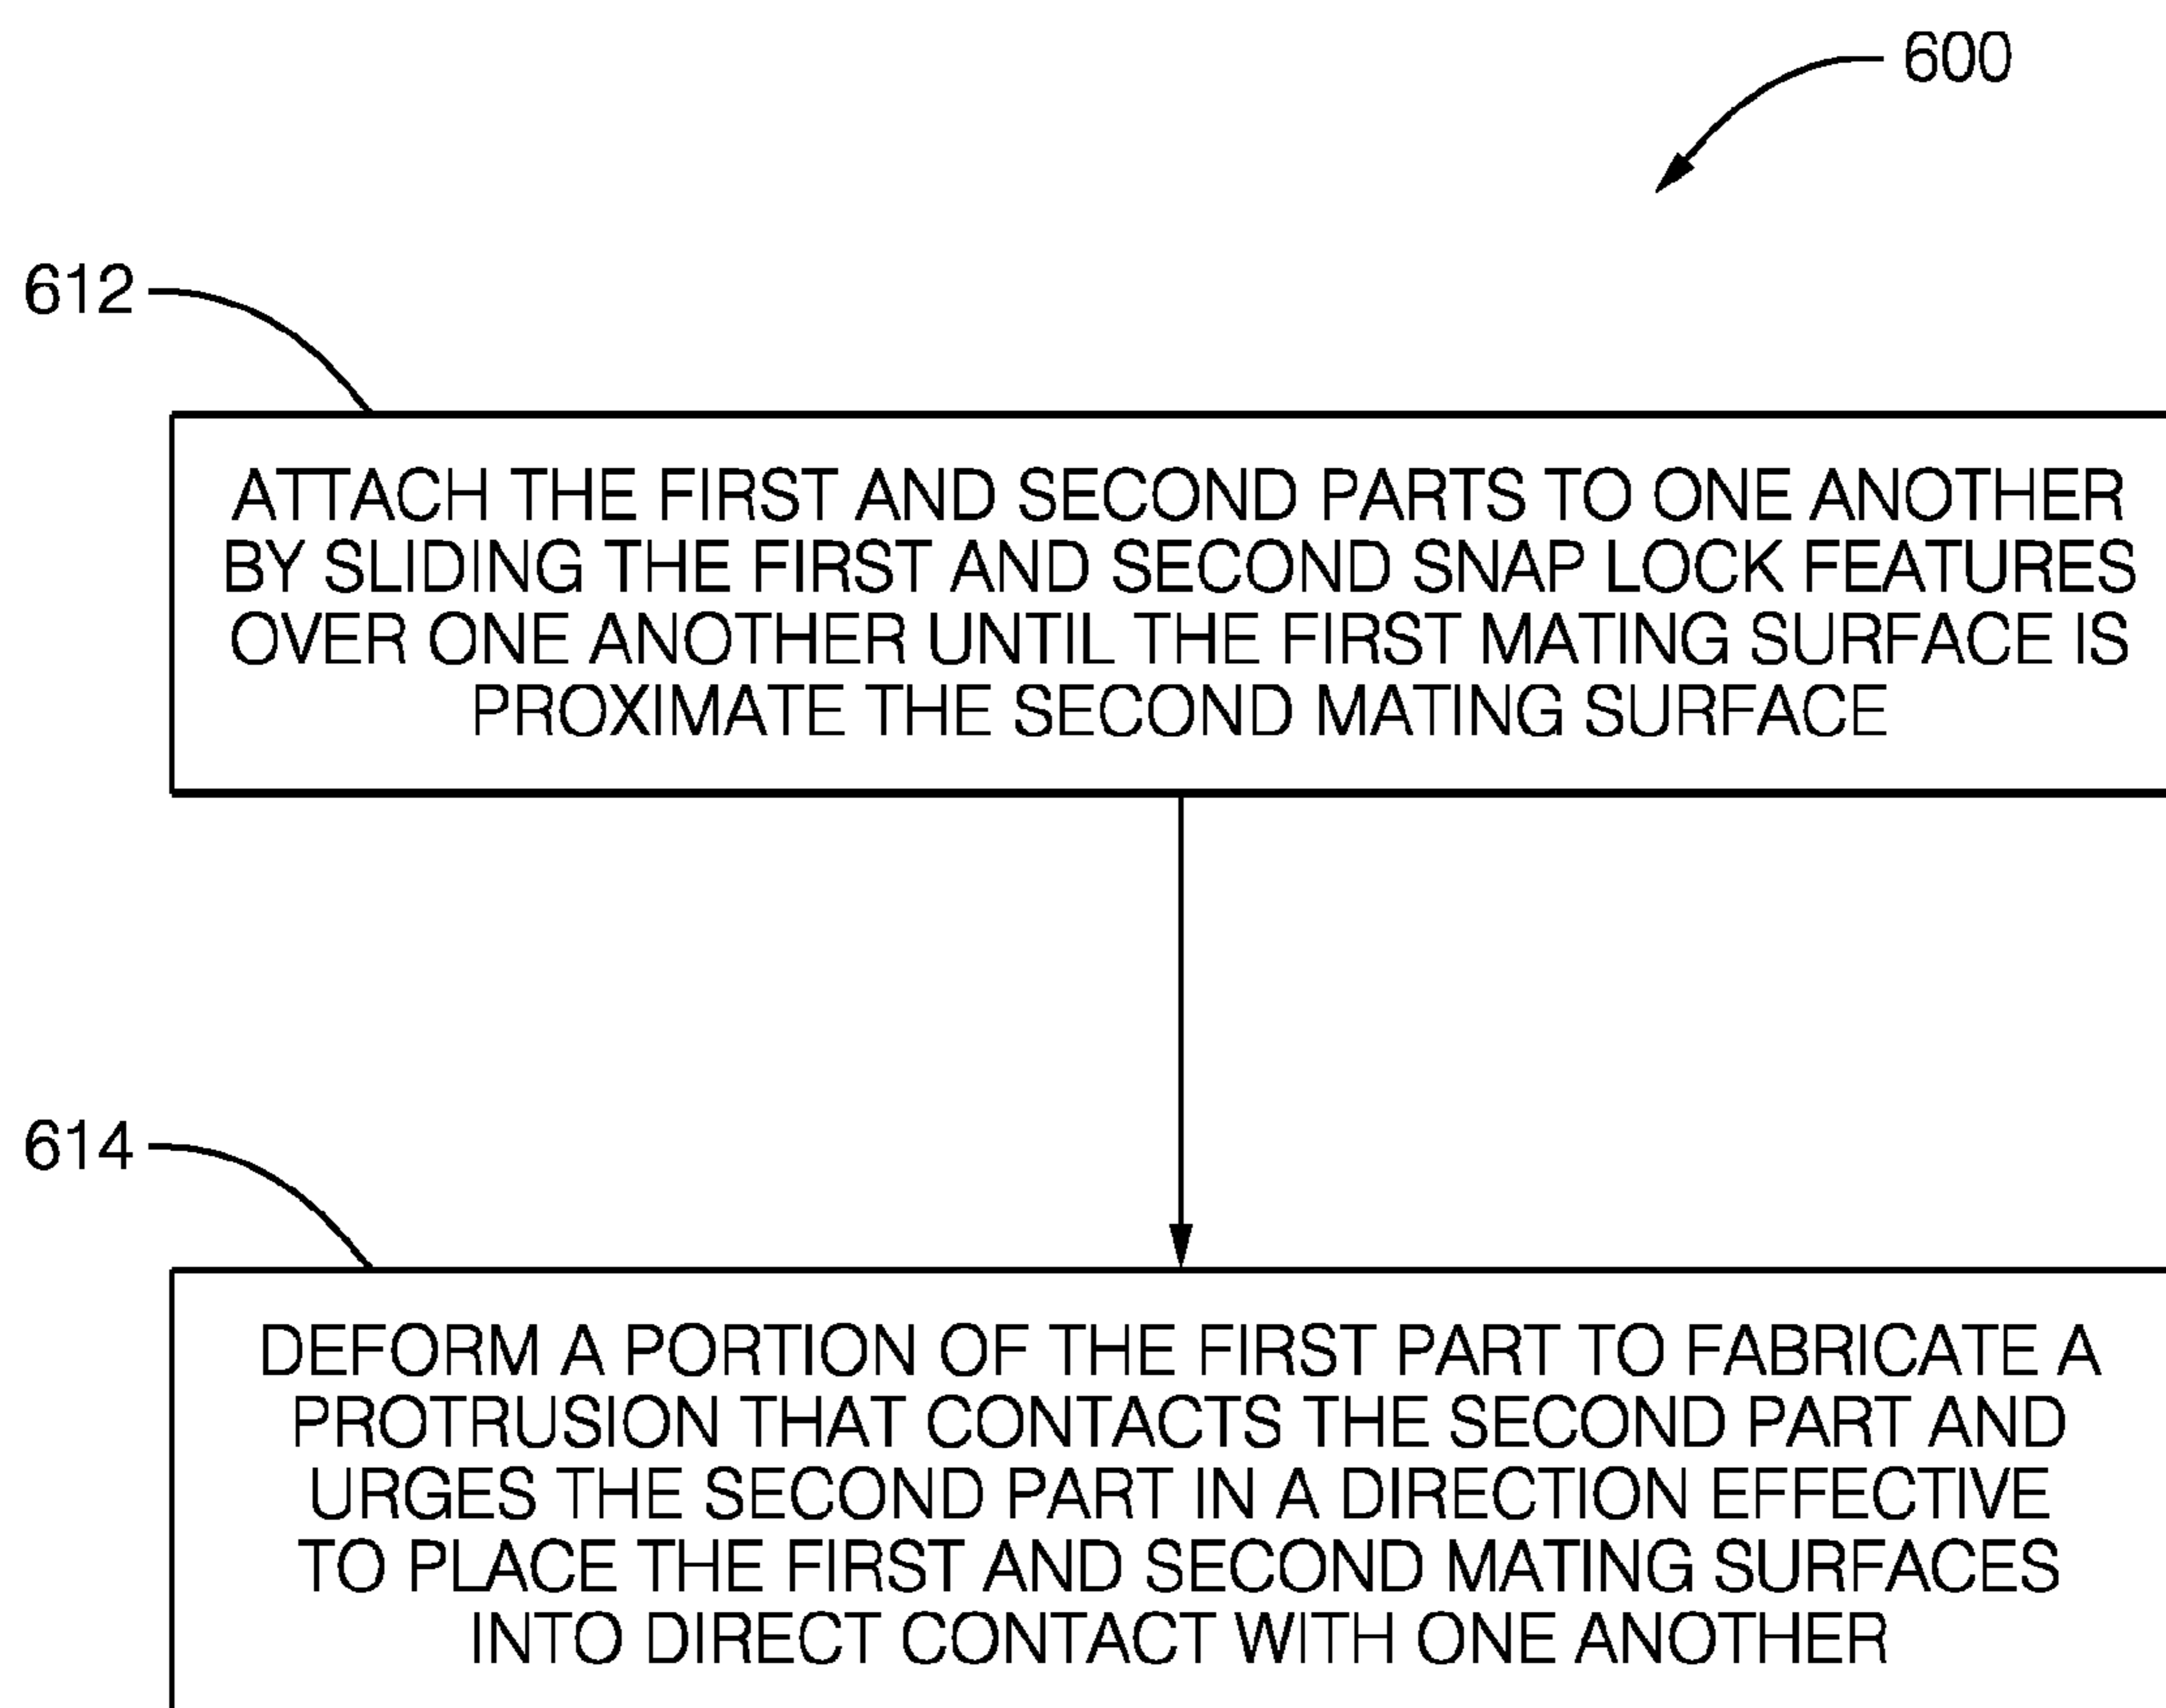 600
612
ATTACH THE FIRST AND SECOND PARTS TO ONE ANOTHER
BY SLIDING THE FIRST AND SECOND SNAP LOCK FEATURES
OVER ONE ANOTHER UNTIL THE FIRST MATING SURFACE IS
PROXIMATE THE SECOND MATING SURFACE
614
DEFORM A PORTION OF THE FIRST PART TO FABRICATE A
PROTRUSION THAT CONTACTS THE SECOND PART AND
URGES THE SECOND PART IN A DIRECTION EFFECTIVE
TO PLACE THE FIRST AND SECOND MATING SURFACES
INTO DIRECT CONTACT WITH ONE ANOTHER